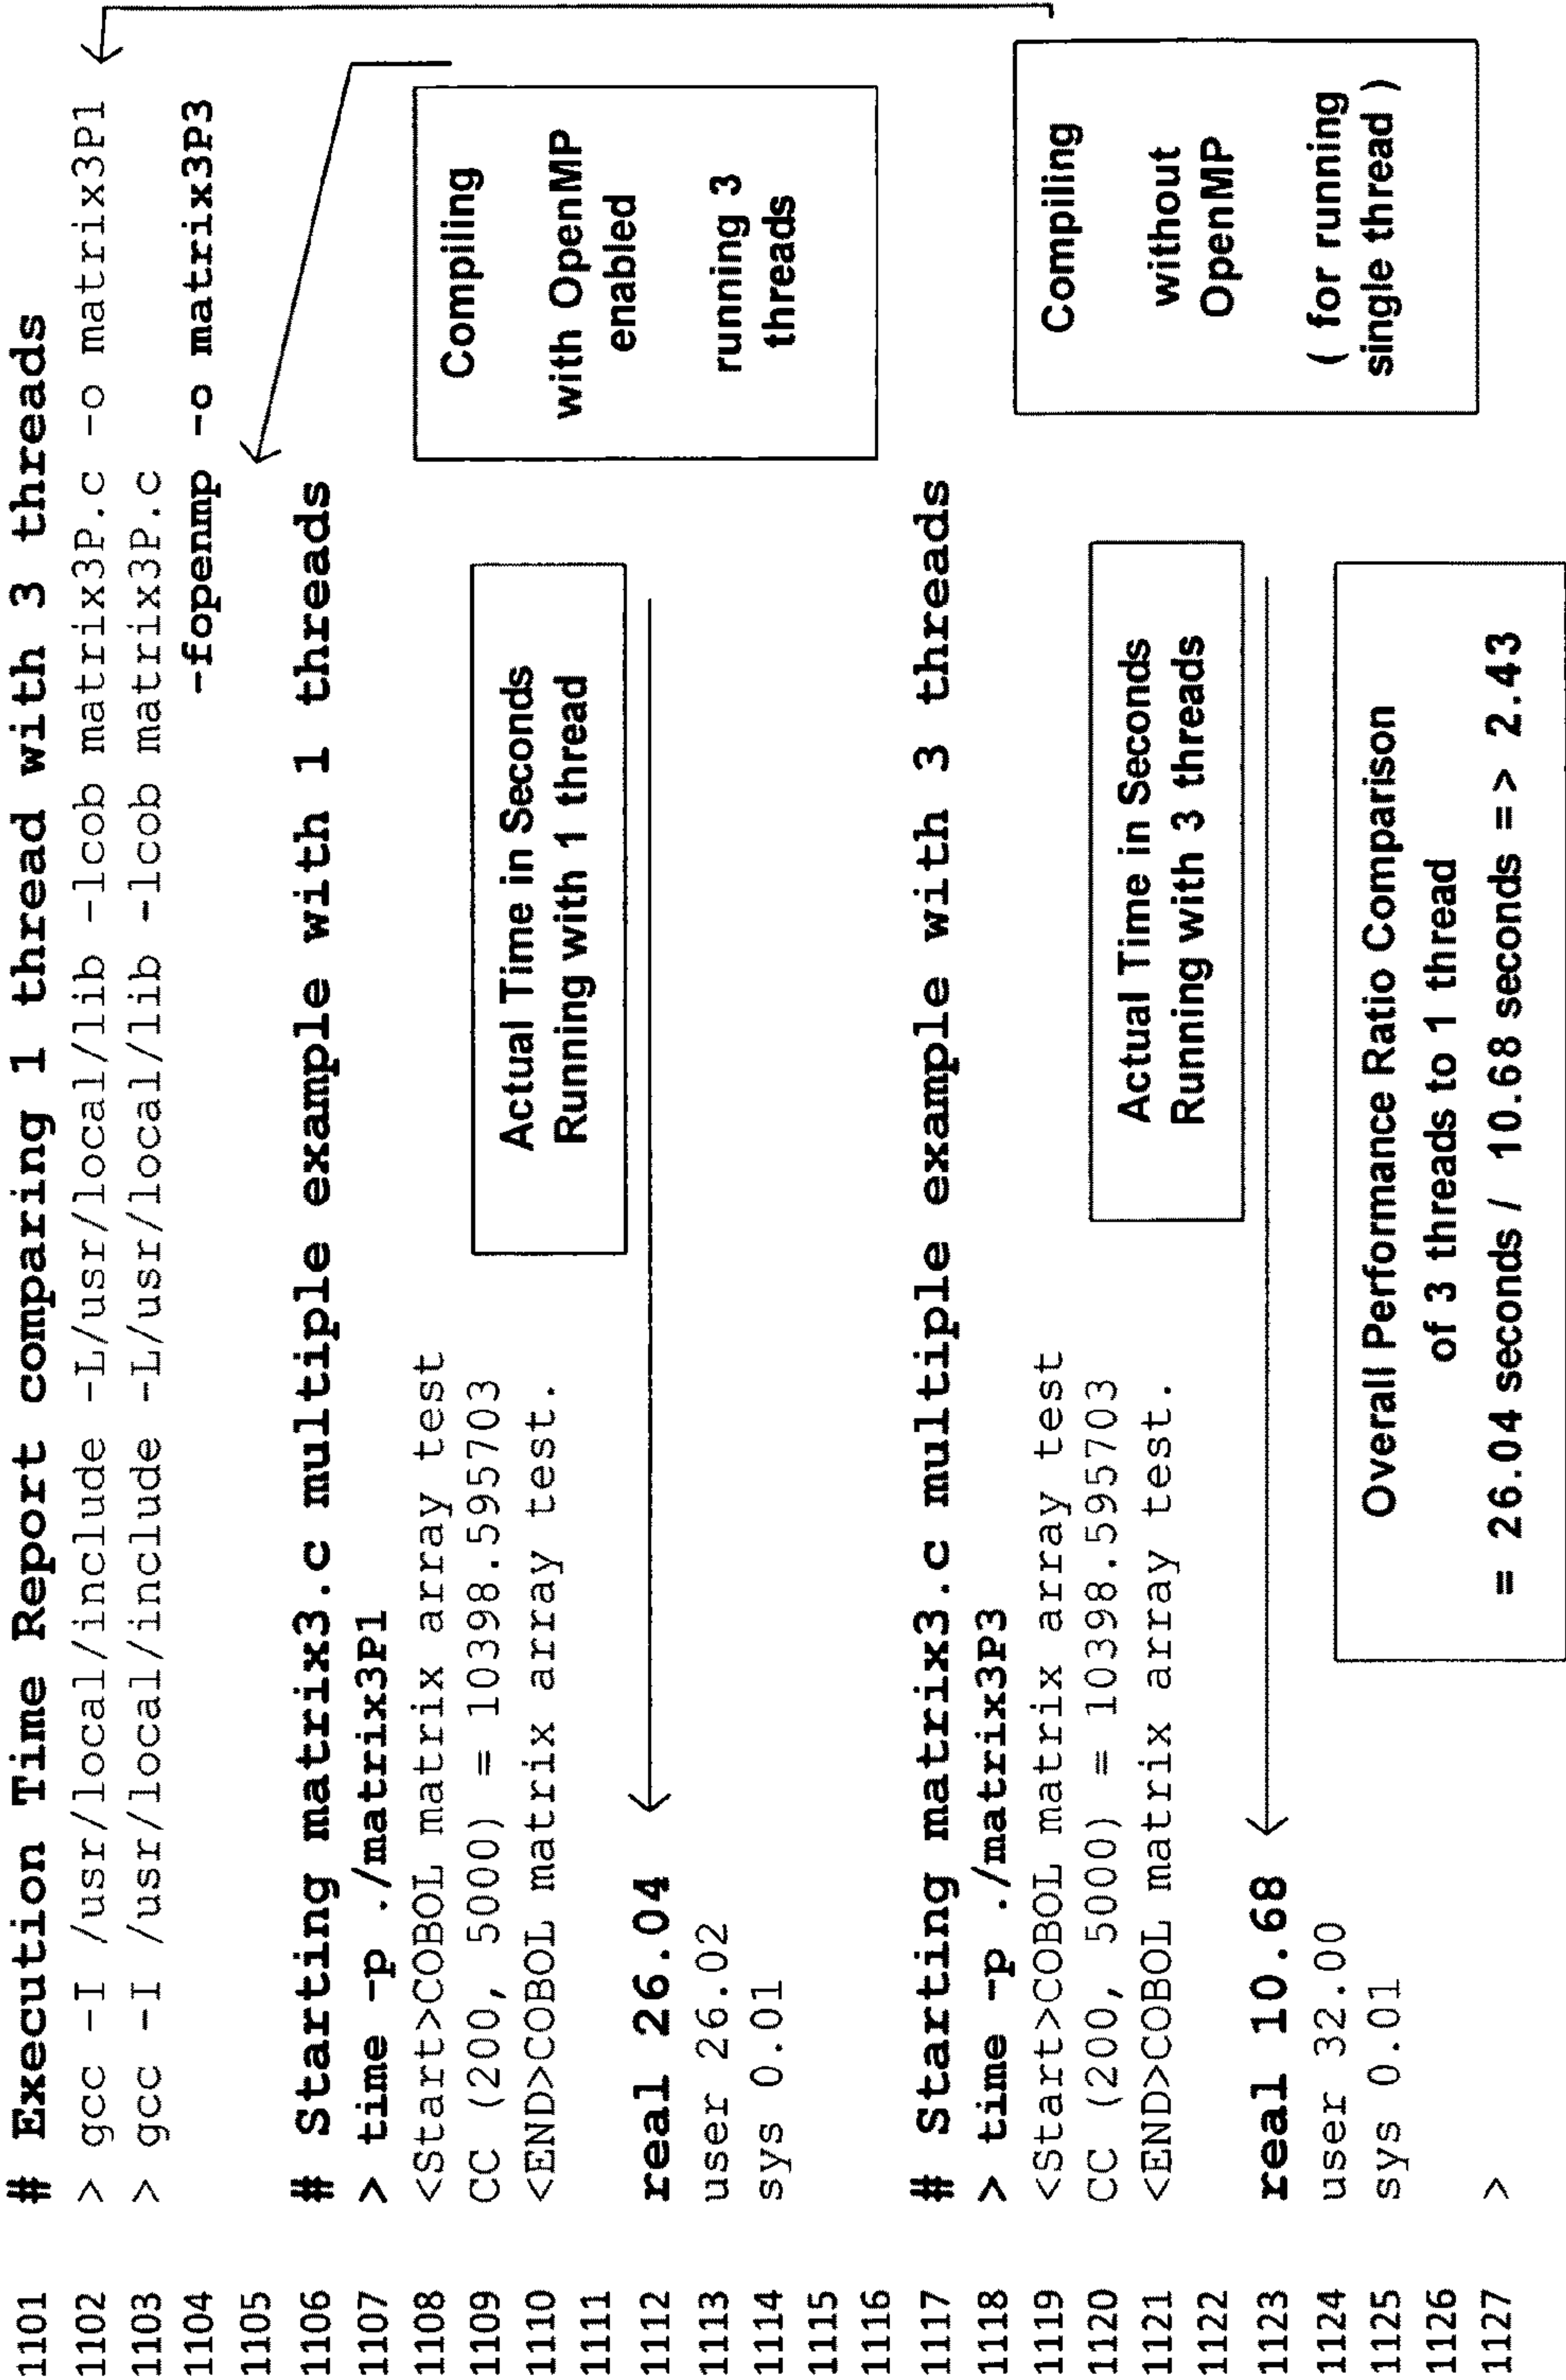 1101 # Execution Time Report comparing 1 thread with 3 threads
1102 > gcc -I /usr/local/include -L/usr/local/lib -lcob matrix3P.c -o matrix3P1
1103 > gcc -I /usr/local/include -L/usr/local/lib -lcob matrix3P.c
1104 -fopenmp -o matrix3P3
1105
1106 # Starting matrix3.c multiple example with 1 threads
1107 > time -p ./matrix3P1
1108 <Start>COBOL matrix array test
1109 CC (200, 5000) = 10398.595703
1110 <END>COBOL matrix array test.
1111
1112 real 26.04
1113 user 26.02
1114 sys 0.01
1115
1116
1117 # Starting matrix3.c multiple example with 3 threads
1118 > time -p ./matrix3P3
1119 <Start>COBOL matrix array test
1120 CC (200, 5000) = 10398.595703
1121 <END>COBOL matrix array test.
1122
1123 real 10.68
1124 user 32.00
1125 sys 0.01
1126
1127 >
Actual Time in Seconds
Running with 1 thread
Compiling
with OpenMP
enabled
running 3
threads
Actual Time in Seconds
Running with 3 threads
Compiling
without
OpenMP
( for running
single thread )
Overall Performance Ratio Comparison
of 3 threads to 1 thread
= 26.04 seconds / 10.68 seconds = > 2.43